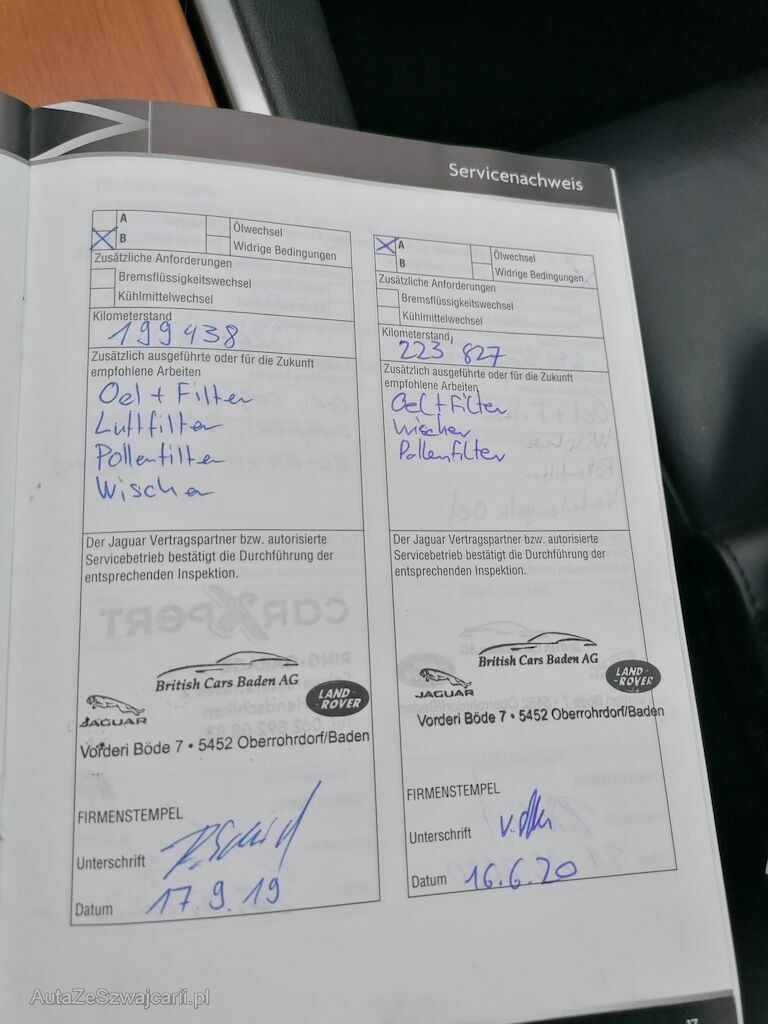 Servicenachweis
A
Ölwechsel
B
Widrige Bedingungen
Zusätzliche Anforderungen
Bremsflüssigkeitswechsel
Kühlmittelwechsel
Kilometerstand
199438
Zusätzlich ausgeführte oder für die Zukunft
empfohlene Arbeiten
Oel + Filter
Luftfilter
Pollenfilter
Wischer
Der Jaguar Vertragspartner bzw. autorisierte
Servicebetrieb bestätigt die Durchführung der
entsprechenden Inspektion.
British Cars Baden AG
JAGUAR
LAND-
-ROVER
Vorderi Böde 7 • 5452 Oberrohrdorf/Baden
FIRMENSTEMPEL
Unterschrift
Datum 17.9.19
A
Ölwechsel
B
Widrige Bedingungen
Zusätzliche Anforderungen
Bremsflüssigkeitswechsel
Kühlmittelwechsel
Kilometerstand
223'827
Zusätzlich ausgeführte oder für die Zukunft
empfohlene Arbeiten
Oel + Filter
Wischer
Pollenfilter
Der Jaguar Vertragspartner bzw. autorisierte
Servicebetrieb bestätigt die Durchführung der
entsprechenden Inspektion.
British Cars Baden AG
JAGUAR
LAND-
-ROVER
Vorderi Böde 7 • 5452 Oberrohrdorf/Baden
FIRMENSTEMPEL
Unterschrift
Datum 16.6.20
AutaZeSzwajcarii.pl
17